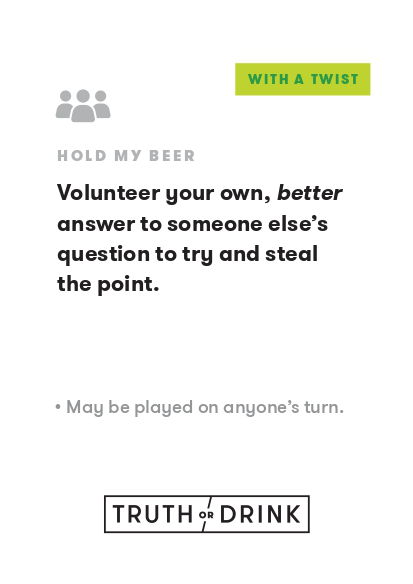 WITH A TWIST
HOLD MY BEER
Volunteer your own, better
answer to someone else's
question to try and steal
the point.
• May be played on anyone's turn.
TRUTH OR DRINK